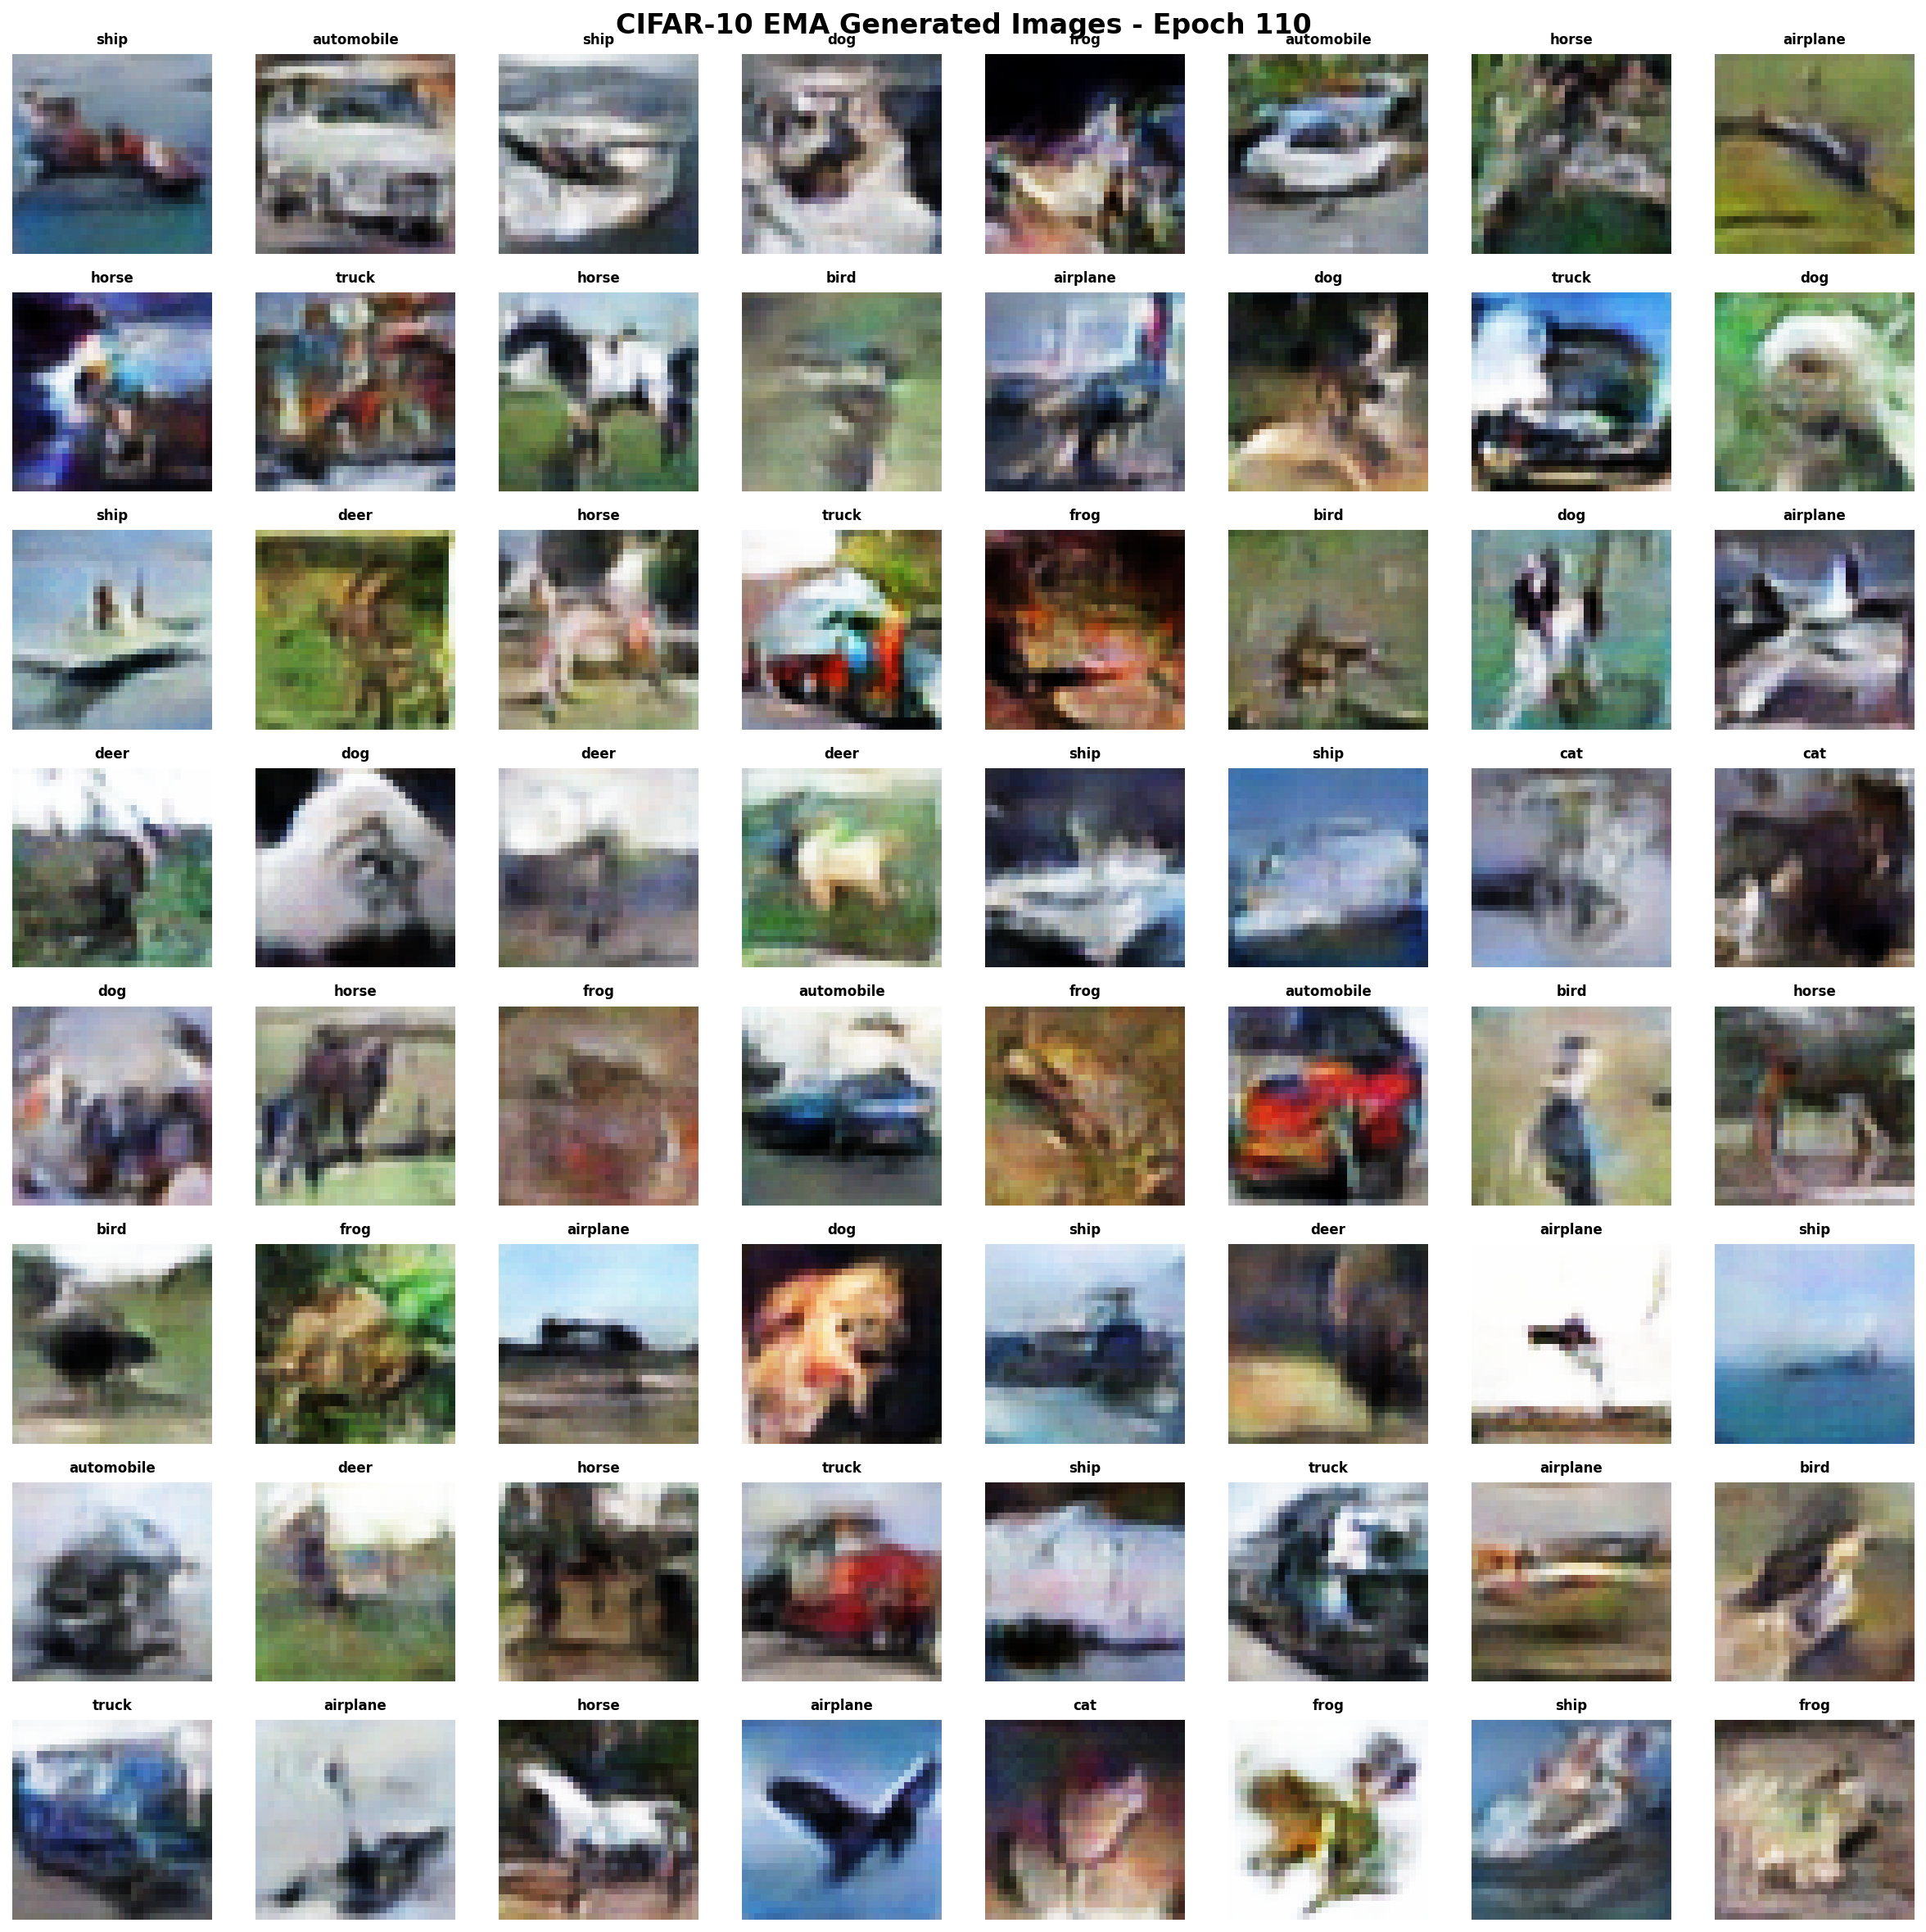 CIFAR-10 EMA Generated Images - Epoch 110
ship automobile ship dog frog automobile horse airplane
horse truck horse bird airplane dog truck dog
ship deer horse truck frog bird dog airplane
deer dog deer deer ship ship cat cat
dog horse frog automobile frog automobile bird horse
bird frog airplane dog ship deer airplane ship
automobile deer horse truck ship truck airplane bird
truck airplane horse airplane cat frog ship frog